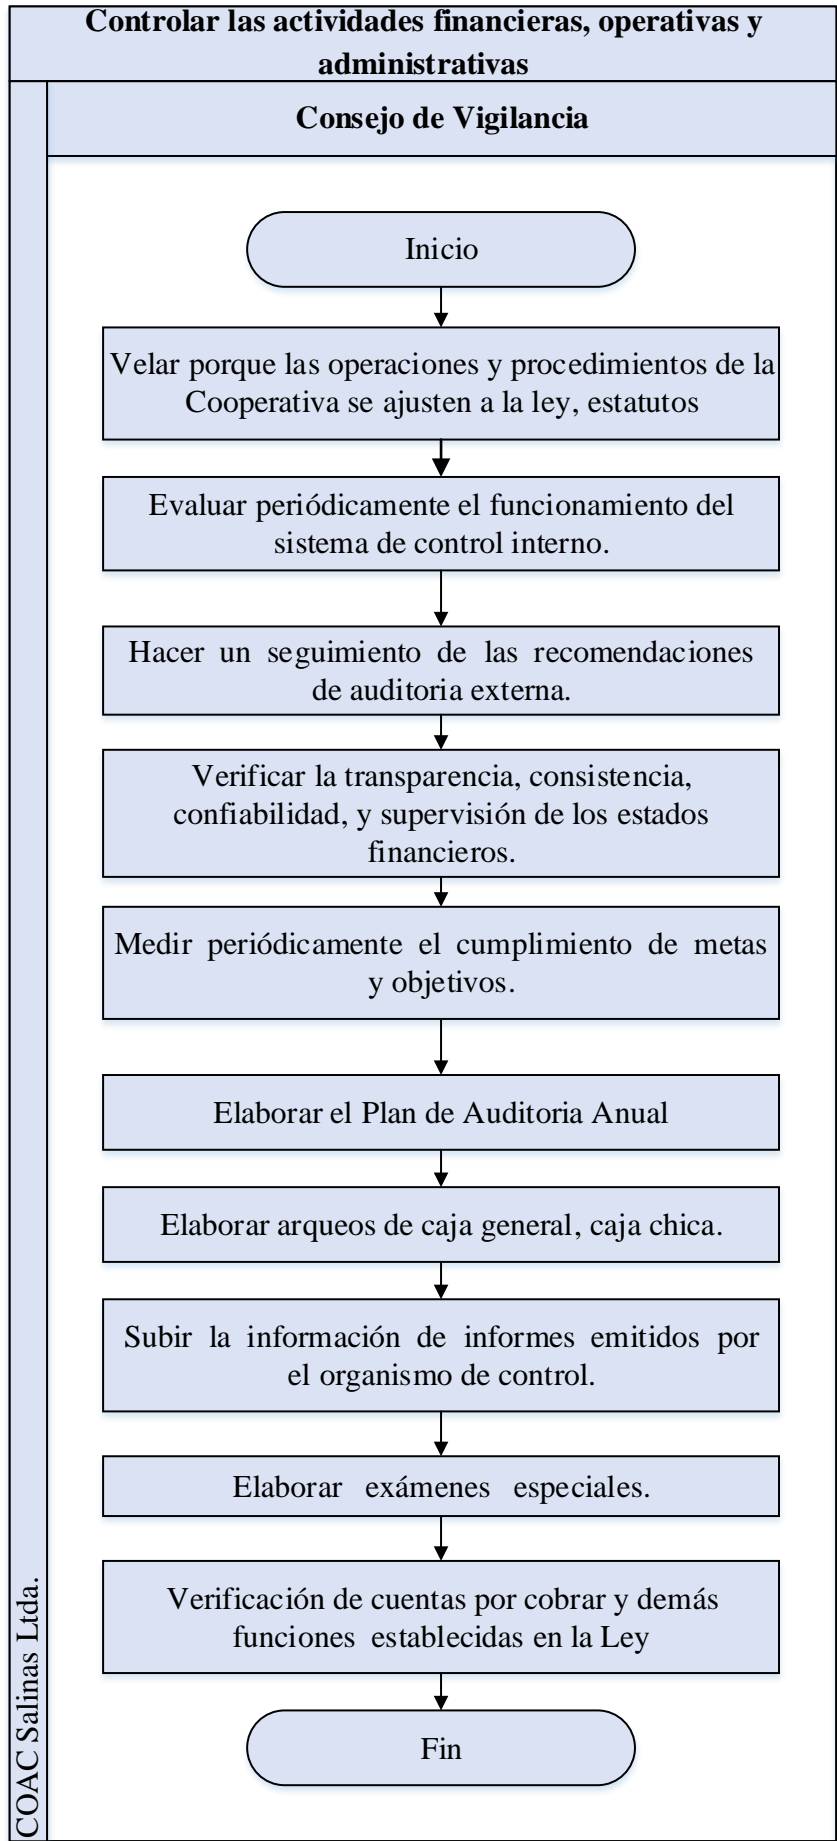 Controlar las actividades financieras, operativas y
administrativas
Consejo de Vigilancia
Inicio
Velar porque las operaciones y procedimientos de la
Cooperativa se ajusten a la ley, estatutos
Evaluar periódicamente el funcionamiento del
sistema de control interno.
Hacer un seguimiento de las recomendaciones
de auditoria externa.
Verificar la transparencia, consistencia,
confiabilidad, y supervisión de los estados
financieros.
Medir periódicamente el cumplimiento de metas
y objetivos.
Elaborar el Plan de Auditoria Anual
Elaborar arqueos de caja general, caja chica.
Subir la información de informes emitidos por
el organismo de control.
Elaborar exámenes especiales.
Verificación de cuentas por cobrar y demás
funciones establecidas en la Ley
Fin
COAC Salinas Ltda.